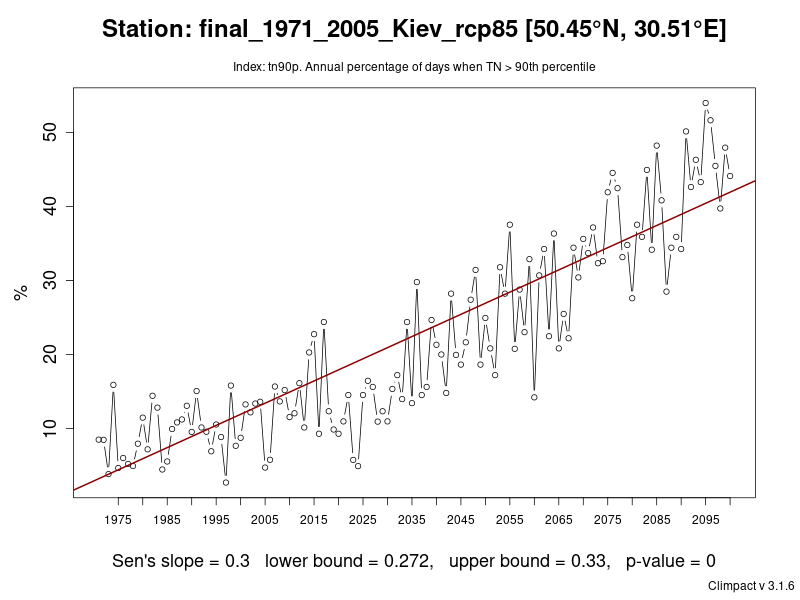 Station: final_1971_2005_Kiev_rcp85 [50.45°N, 30.51°E]
Index: tn90p. Annual percentage of days when TN > 90th percentile
50
40
30
20
10
%
1975 1985 1995 2005 2015 2025 2035 2045 2055 2065 2075 2085 2095
Sen's slope = 0.3 lower bound = 0.272, upper bound = 0.33, p-value = 0
Climpact v 3.1.6